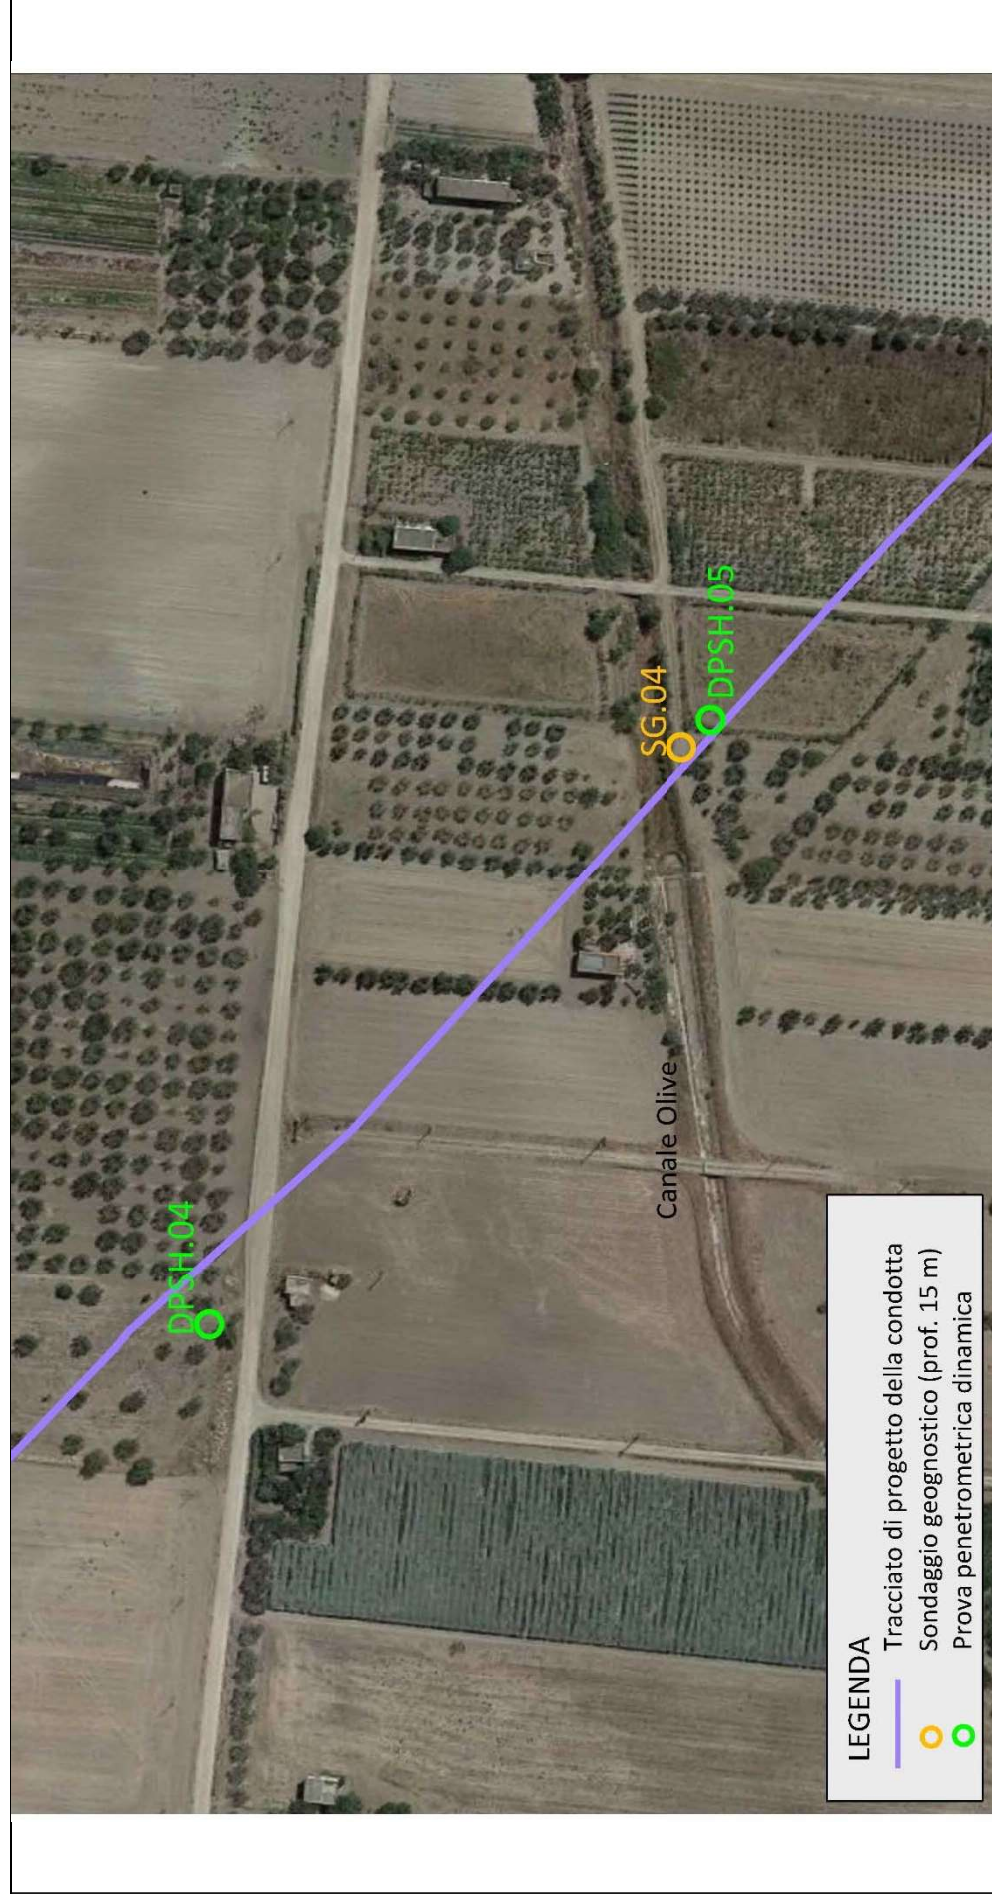 DPSH.04
SG.04
DPSH.05
Canale Olive
LEGENDA
Tracciato di progetto della condotta
Sondaggio geognostico (prof. 15 m)
Prova penetrometrica dinamica